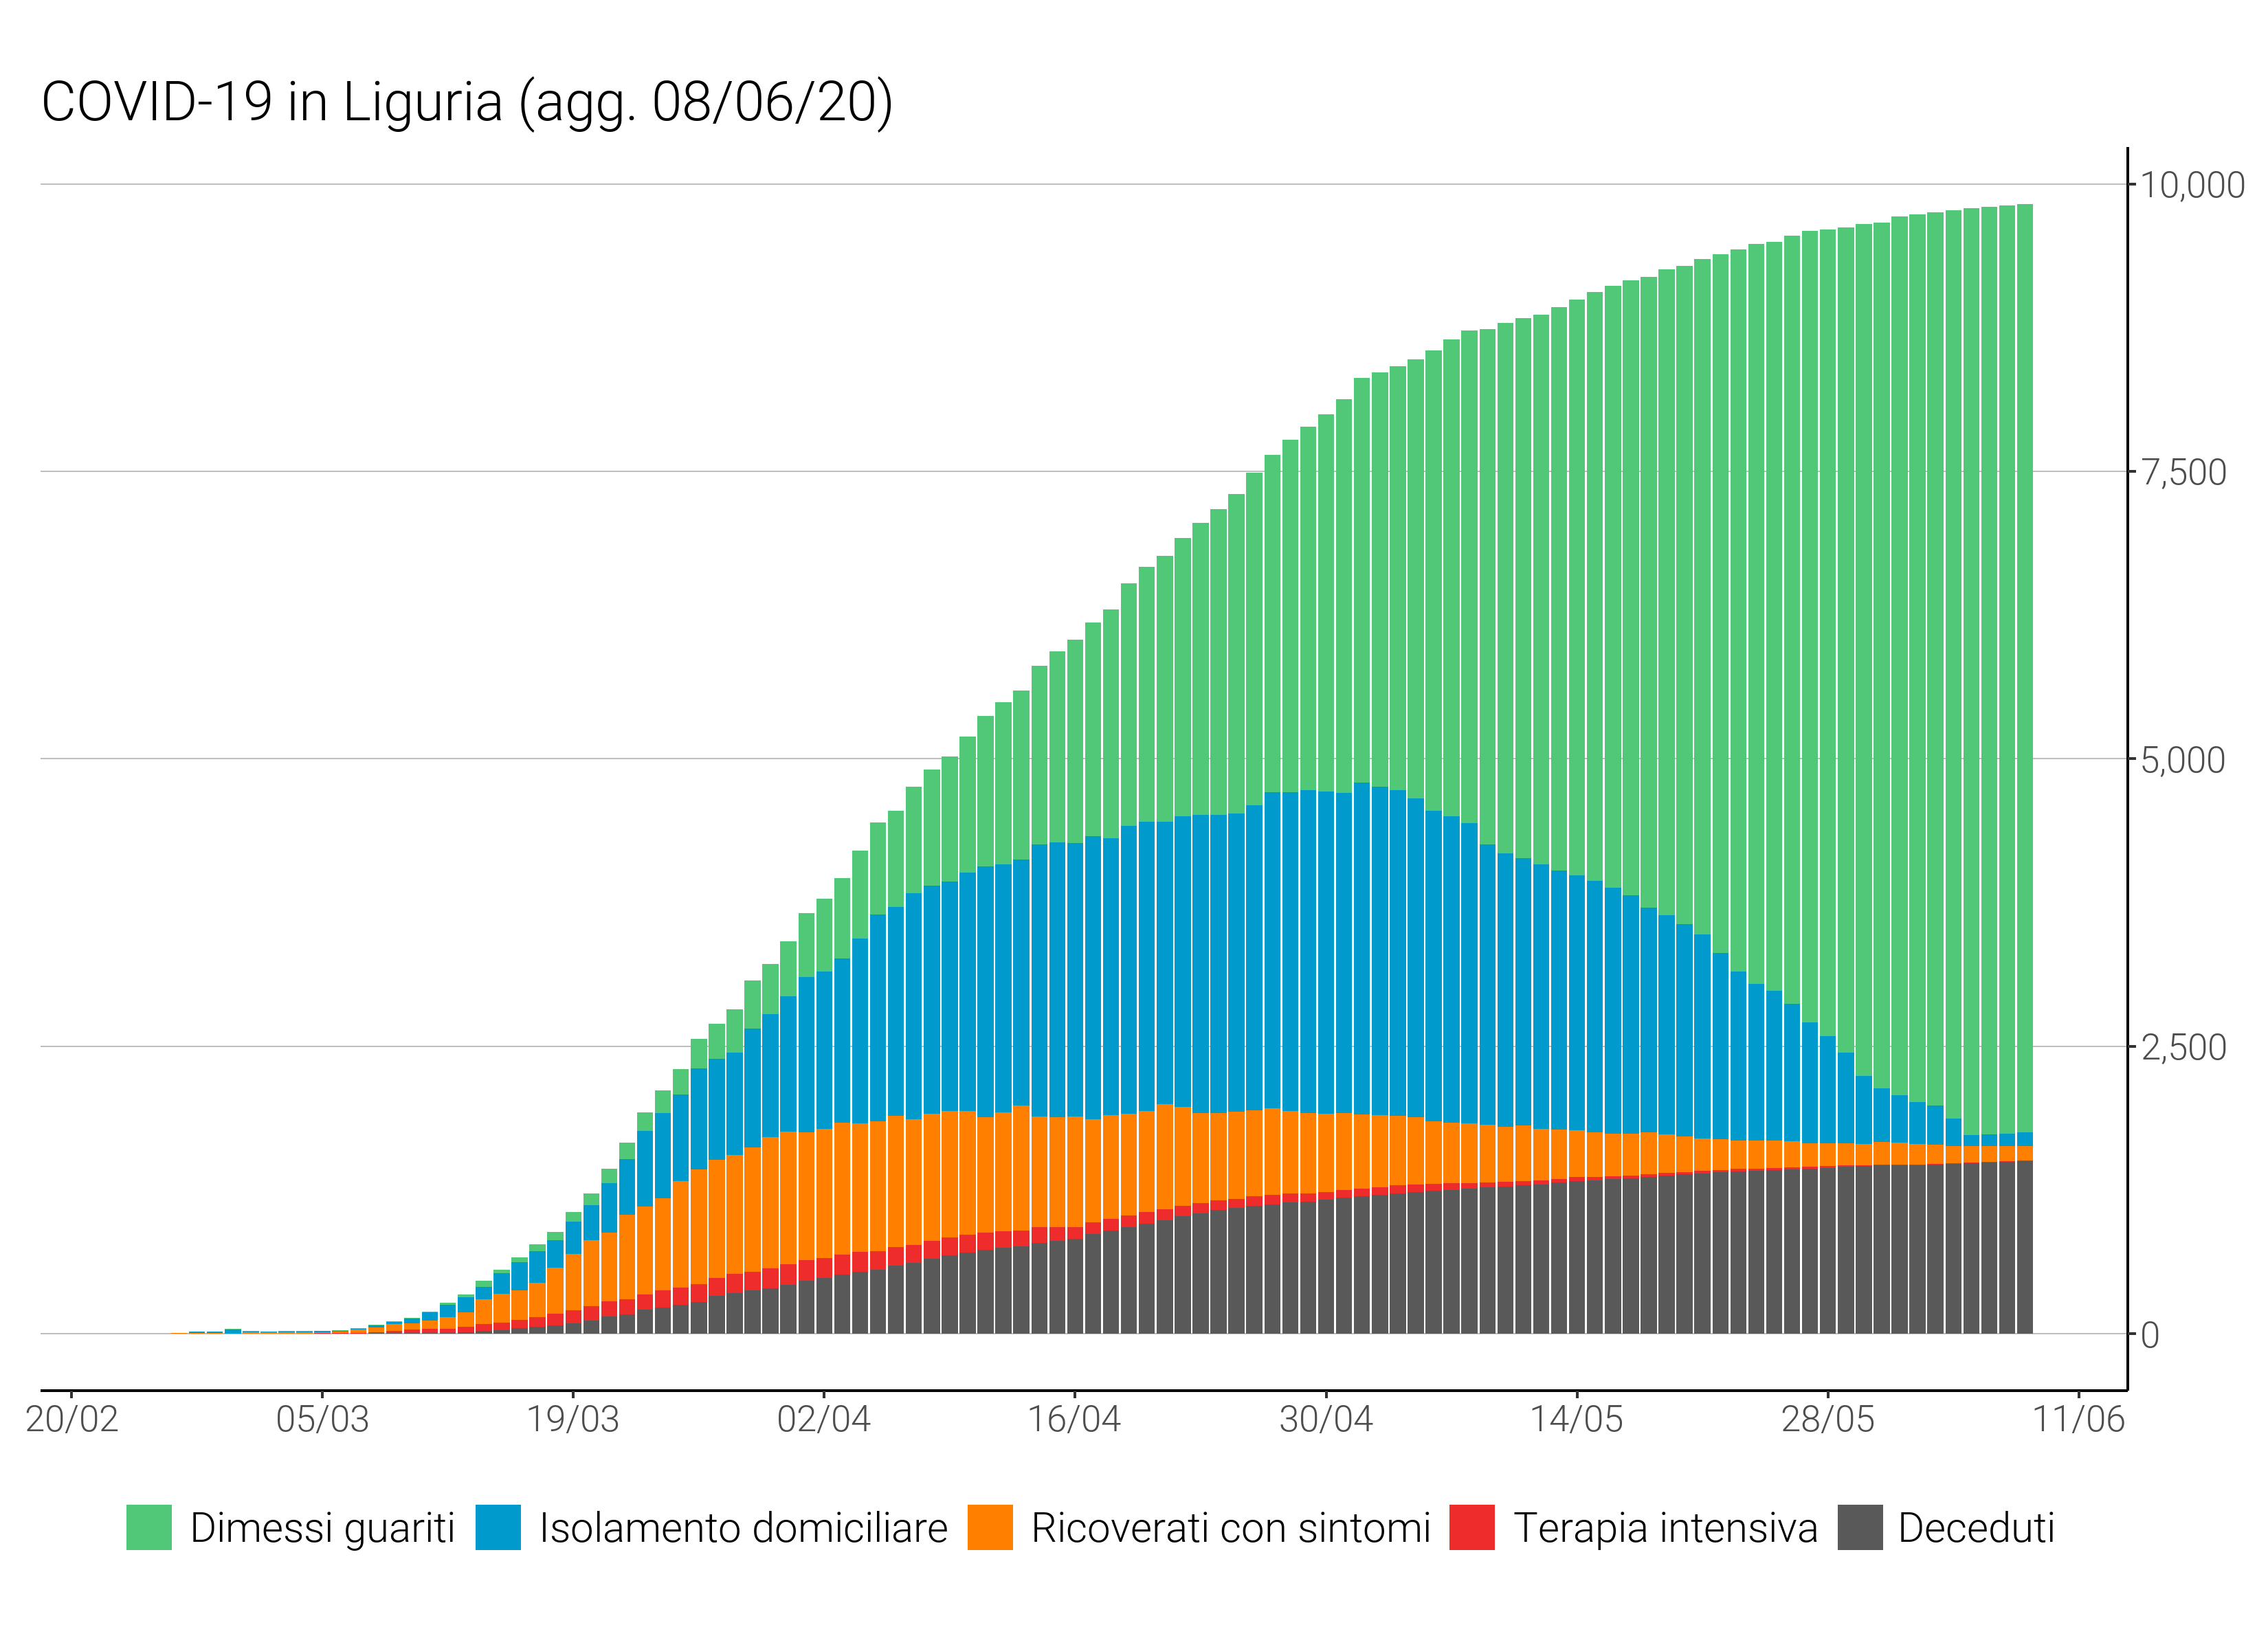 COVID-19 in Liguria (agg. 08/06/20)
10,000
7,500
5,000
2,500
0
20/02 05/03 19/03 02/04 16/04 30/04 14/05 28/05 11/06
Dimessi guariti Isolamento domiciliare Ricoverati con sintomi Terapia intensiva Deceduti